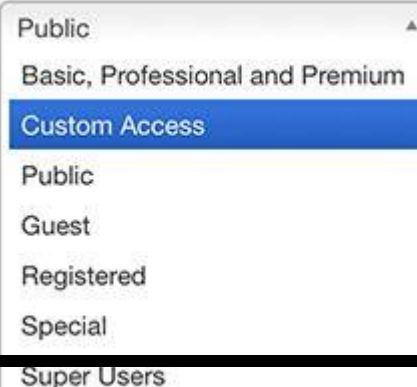 Public
Basic, Professional and Premium
Custom Access
Public
Guest
Registered
Special
Super Users